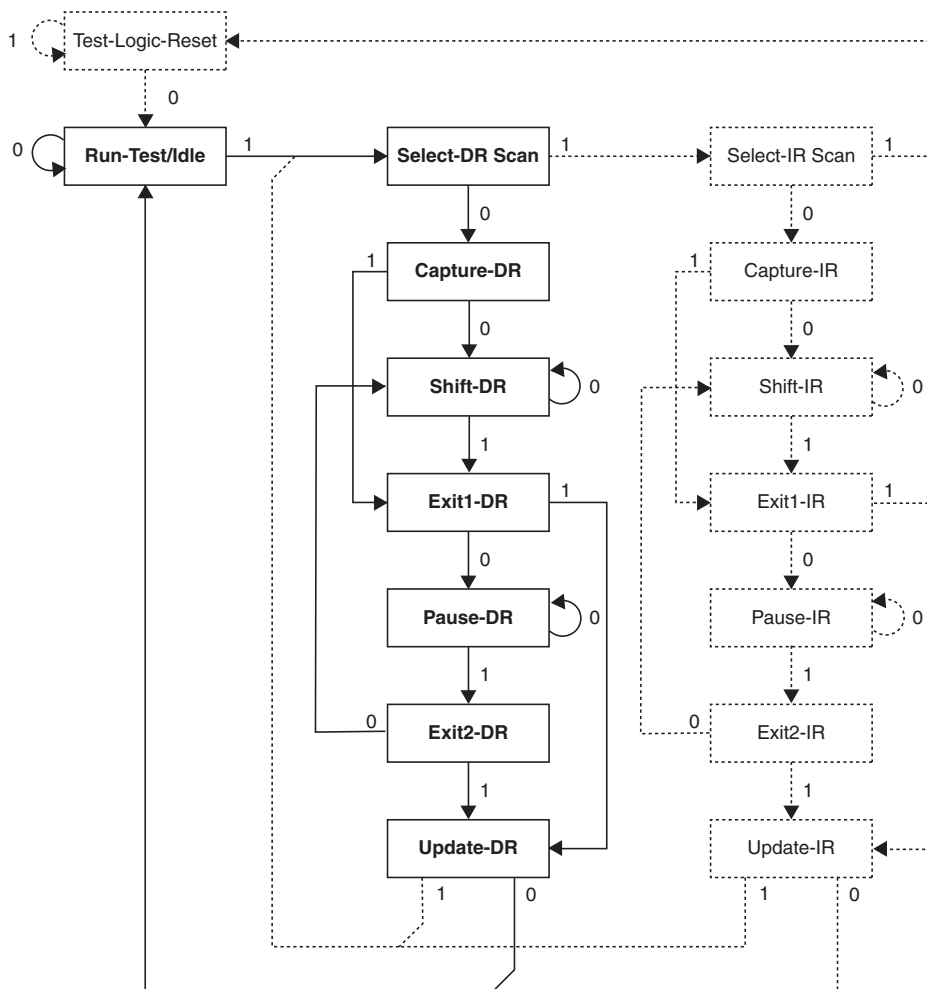 1
Test-Logic-Reset
0
0
Run-Test/Idle
1
Select-DR Scan
1
Select-IR Scan
1
0
0
1
Capture-DR
1
Capture-IR
0
0
Shift-DR
0
Shift-IR
0
1
1
Exit1-DR
1
Exit1-IR
1
0
0
Pause-DR
0
Pause-IR
0
1
1
0
Exit2-DR
0
Exit2-IR
1
1
Update-DR
Update-IR
1
0
1
0